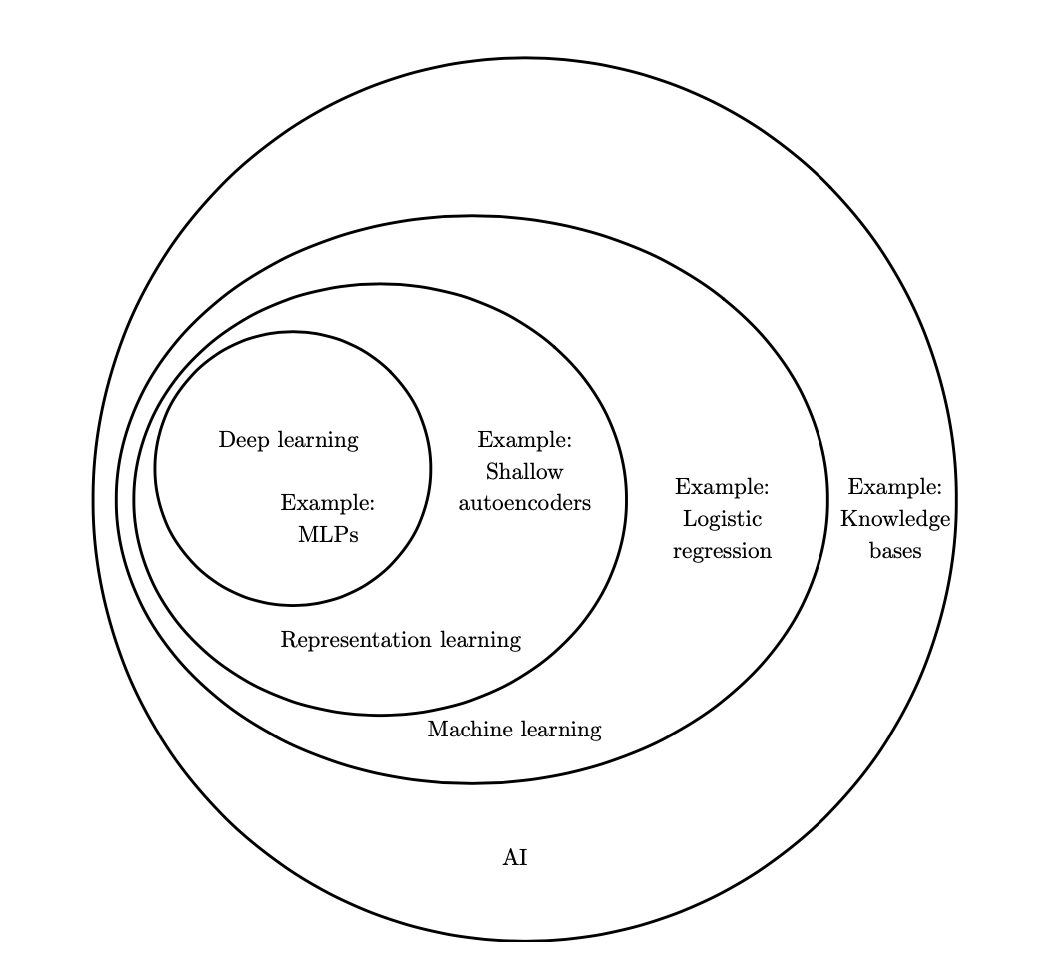 Deep learning
Example:
MLPs
Example:
Shallow
autoencoders
Example:
Logistic
regression
Example:
Knowledge
bases
Representation learning
Machine learning
AI